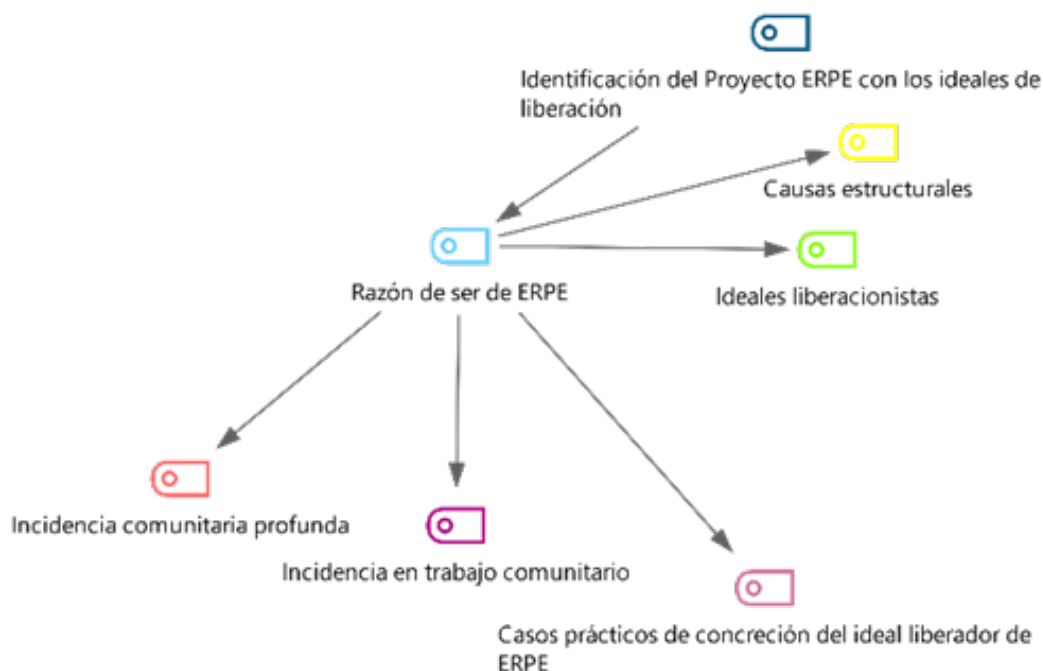 Identificación del Proyecto ERPE con los ideales de
liberación
Causas estructurales
Ideales liberacionistas
Razón de ser de ERPE
Incidencia comunitaria profunda
Incidencia en trabajo comunitario
Casos prácticos de concreción del ideal liberador de
ERPE